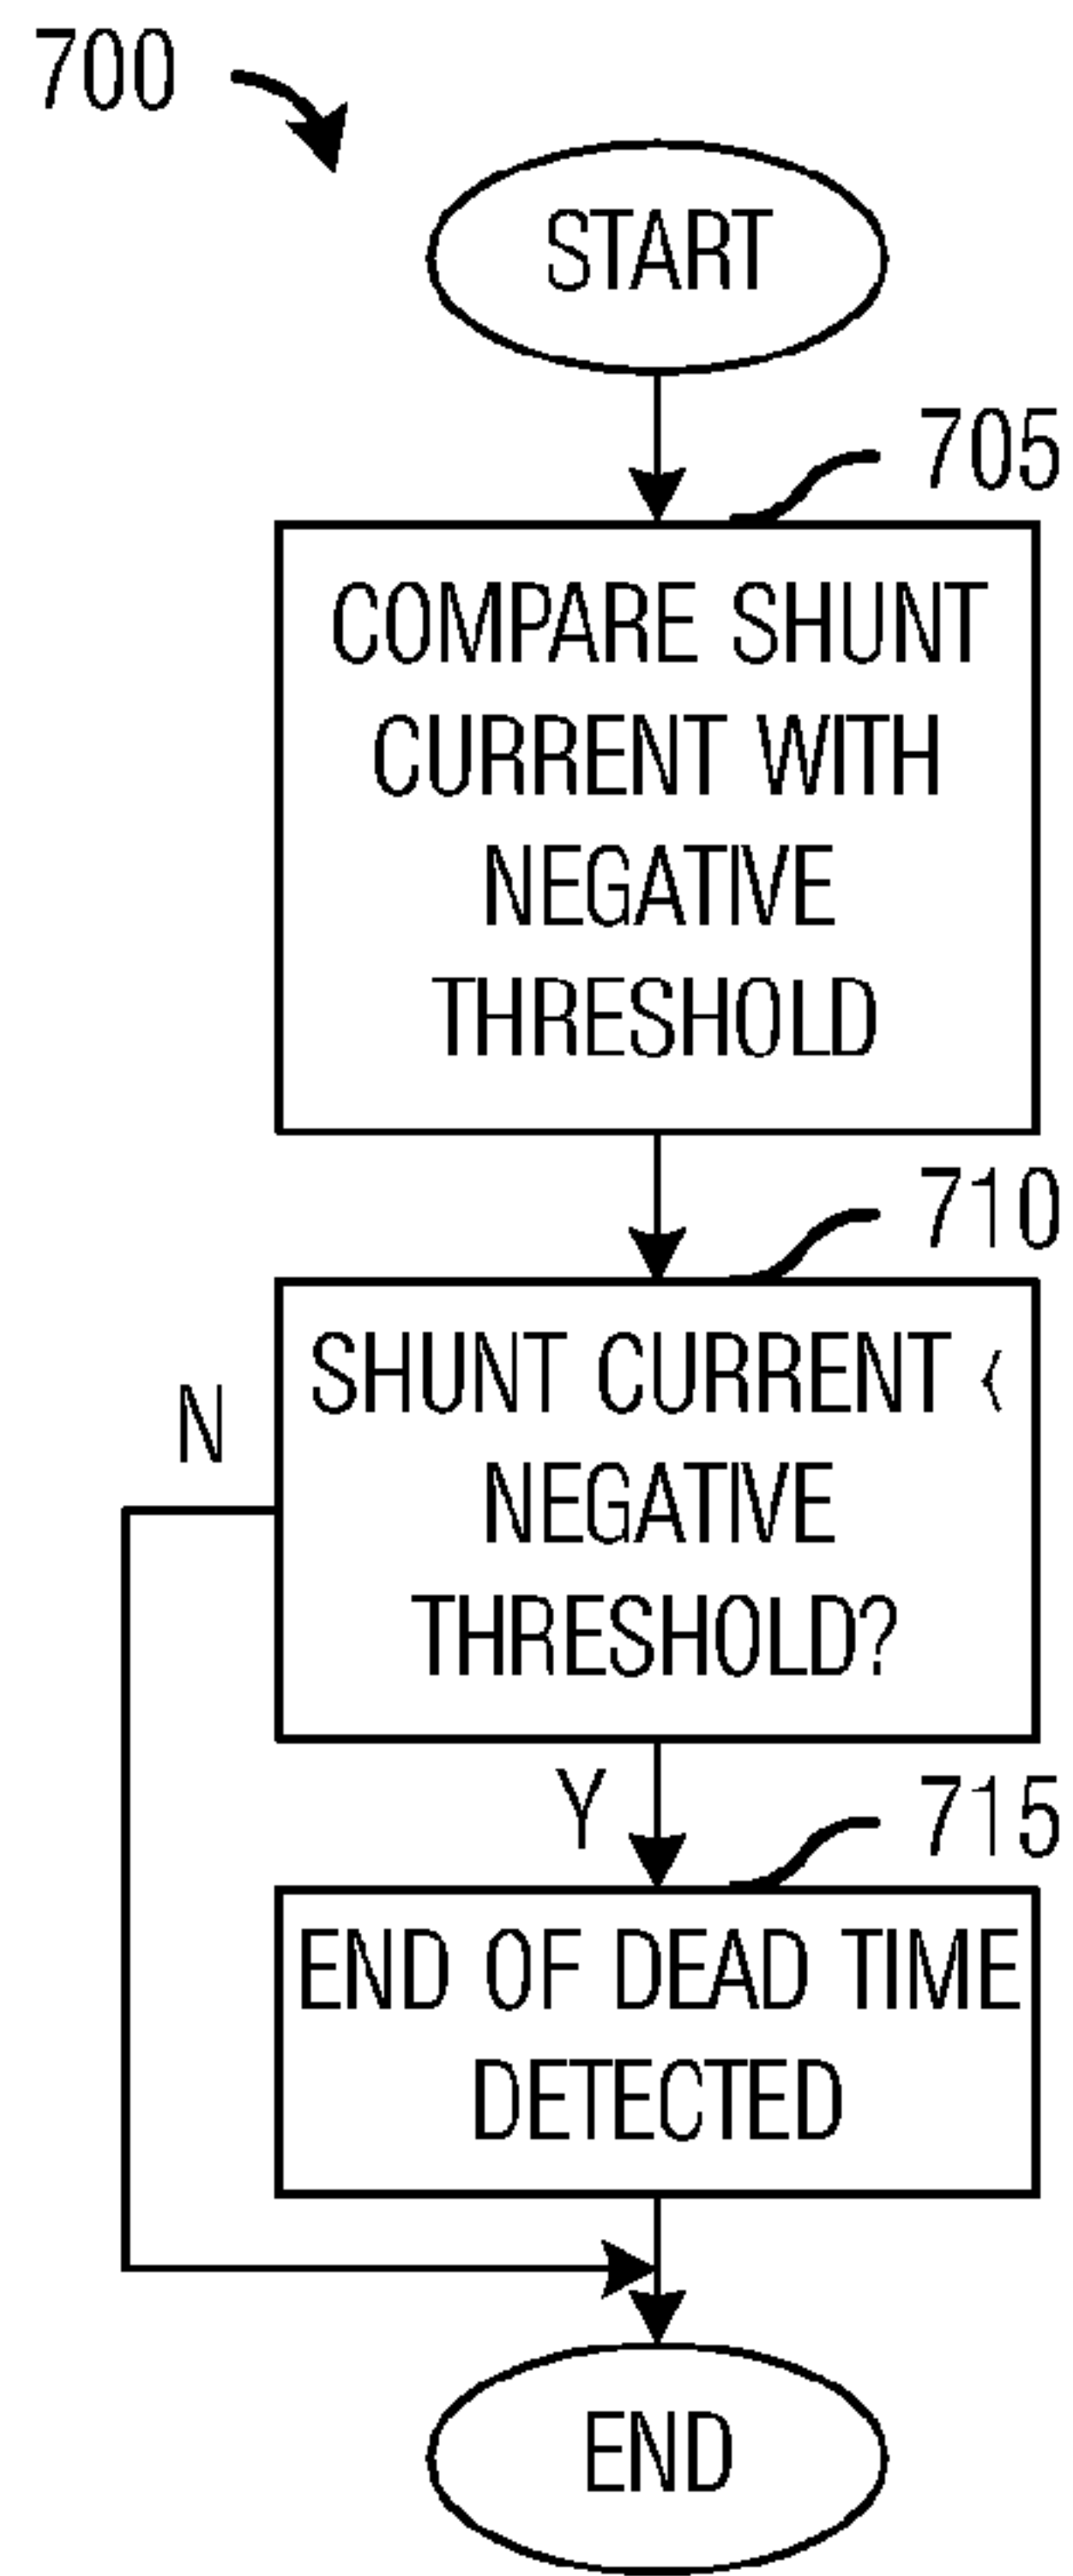 700
START
705
COMPARE SHUNT
CURRENT WITH
NEGATIVE
THRESHOLD
710
SHUNT CURRENT <
NEGATIVE
THRESHOLD?
N
Y
715
END OF DEAD TIME
DETECTED
END